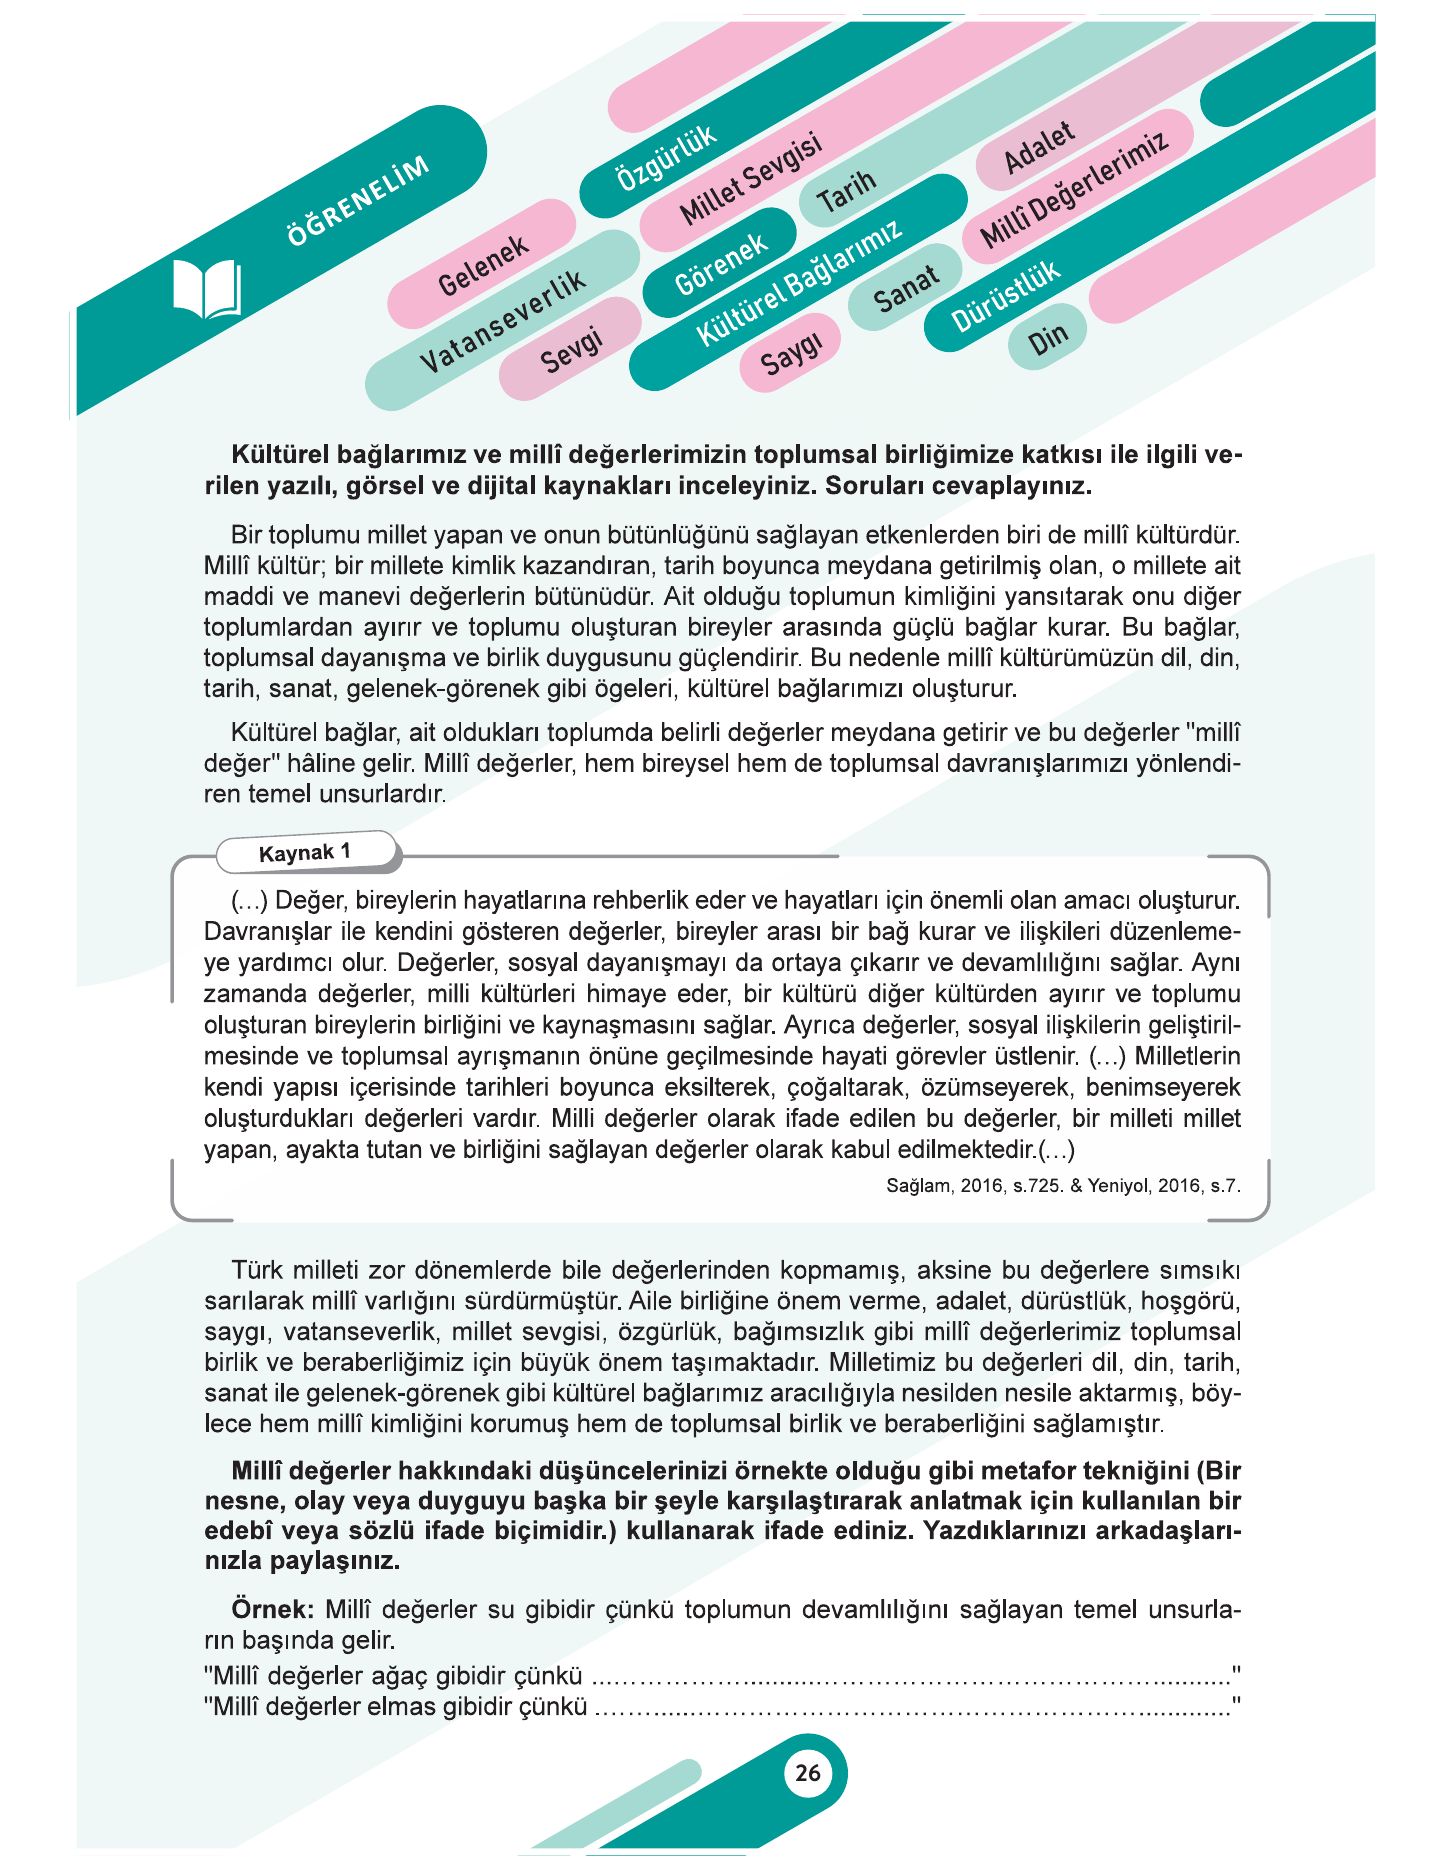 ÖĞRENELİM
Özgürlük
Millet Sevgisi
Tarih
Adalet
Millî Değerlerimiz
Gelenek
Görenek
Kültürel Bağlarımız
Vatanseverlik
Sevgi
Saygı
Sanat
Dürüstlük
Din
Kültürel bağlarımız ve millî değerlerimizin toplumsal birliğimize katkısı ile ilgili ve-
rilen yazılı, görsel ve dijital kaynakları inceleyiniz. Soruları cevaplayınız.
Bir toplumu millet yapan ve onun bütünlüğünü sağlayan etkenlerden biri de millî kültürdür.
Millî kültür; bir millete kimlik kazandıran, tarih boyunca meydana getirilmiş olan, o millete ait
maddi ve manevi değerlerin bütünüdür. Ait olduğu toplumun kimliğini yansıtarak onu diğer
toplumlardan ayırır ve toplumu oluşturan bireyler arasında güçlü bağlar kurar. Bu bağlar,
toplumsal dayanışma ve birlik duygusunu güçlendirir. Bu nedenle millî kültürümüzün dil, din,
tarih, sanat, gelenek-görenek gibi ögeleri, kültürel bağlarımızı oluşturur.
Kültürel bağlar, ait oldukları toplumda belirli değerler meydana getirir ve bu değerler "millî
değer" hâline gelir. Millî değerler, hem bireysel hem de toplumsal davranışlarımızı yönlendi-
ren temel unsurlardır.
Kaynak 1
(...) Değer, bireylerin hayatlarına rehberlik eder ve hayatları için önemli olan amacı oluşturur.
Davranışlar ile kendini gösteren değerler, bireyler arası bir bağ kurar ve ilişkileri düzenleme-
ye yardımcı olur. Değerler, sosyal dayanışmayı da ortaya çıkarır ve devamlılığını sağlar. Aynı
zamanda değerler, milli kültürleri himaye eder, bir kültürü diğer kültürden ayırır ve toplumu
oluşturan bireylerin birliğini ve kaynaşmasını sağlar. Ayrıca değerler, sosyal ilişkilerin geliştiril-
mesinde ve toplumsal ayrışmanın önüne geçilmesinde hayati görevler üstlenir. (...) Milletlerin
kendi yapısı içerisinde tarihleri boyunca eksilterek, çoğaltarak, özümseyerek, benimseyerek
oluşturdukları değerleri vardır. Milli değerler olarak ifade edilen bu değerler, bir milleti millet
yapan, ayakta tutan ve birliğini sağlayan değerler olarak kabul edilmektedir.(...)
Sağlam, 2016, s.725. & Yeniyol, 2016, s.7.
Türk milleti zor dönemlerde bile değerlerinden kopmamış, aksine bu değerlere sımsıkı
sarılarak millî varlığını sürdürmüştür. Aile birliğine önem verme, adalet, dürüstlük, hoşgörü,
saygı, vatanseverlik, millet sevgisi, özgürlük, bağımsızlık gibi millî değerlerimiz toplumsal
birlik ve beraberliğimiz için büyük önem taşımaktadır. Milletimiz bu değerleri dil, din, tarih,
sanat ile gelenek-görenek gibi kültürel bağlarımız aracılığıyla nesilden nesile aktarmış, böy-
lece hem millî kimliğini korumuş hem de toplumsal birlik ve beraberliğini sağlamıştır.
Millî değerler hakkındaki düşüncelerinizi örnekte olduğu gibi metafor tekniğini (Bir
nesne, olay veya duyguyu başka bir şeyle karşılaştırarak anlatmak için kullanılan bir
edebî veya sözlü ifade biçimidir.) kullanarak ifade ediniz. Yazdıklarınızı arkadaşları-
nızla paylaşınız.
Örnek: Millî değerler su gibidir çünkü toplumun devamlılığını sağlayan temel unsurla-
rın başında gelir.
"Millî değerler ağaç gibidir çünkü ............................................................"
"Millî değerler elmas gibidir çünkü ............................................................"
26